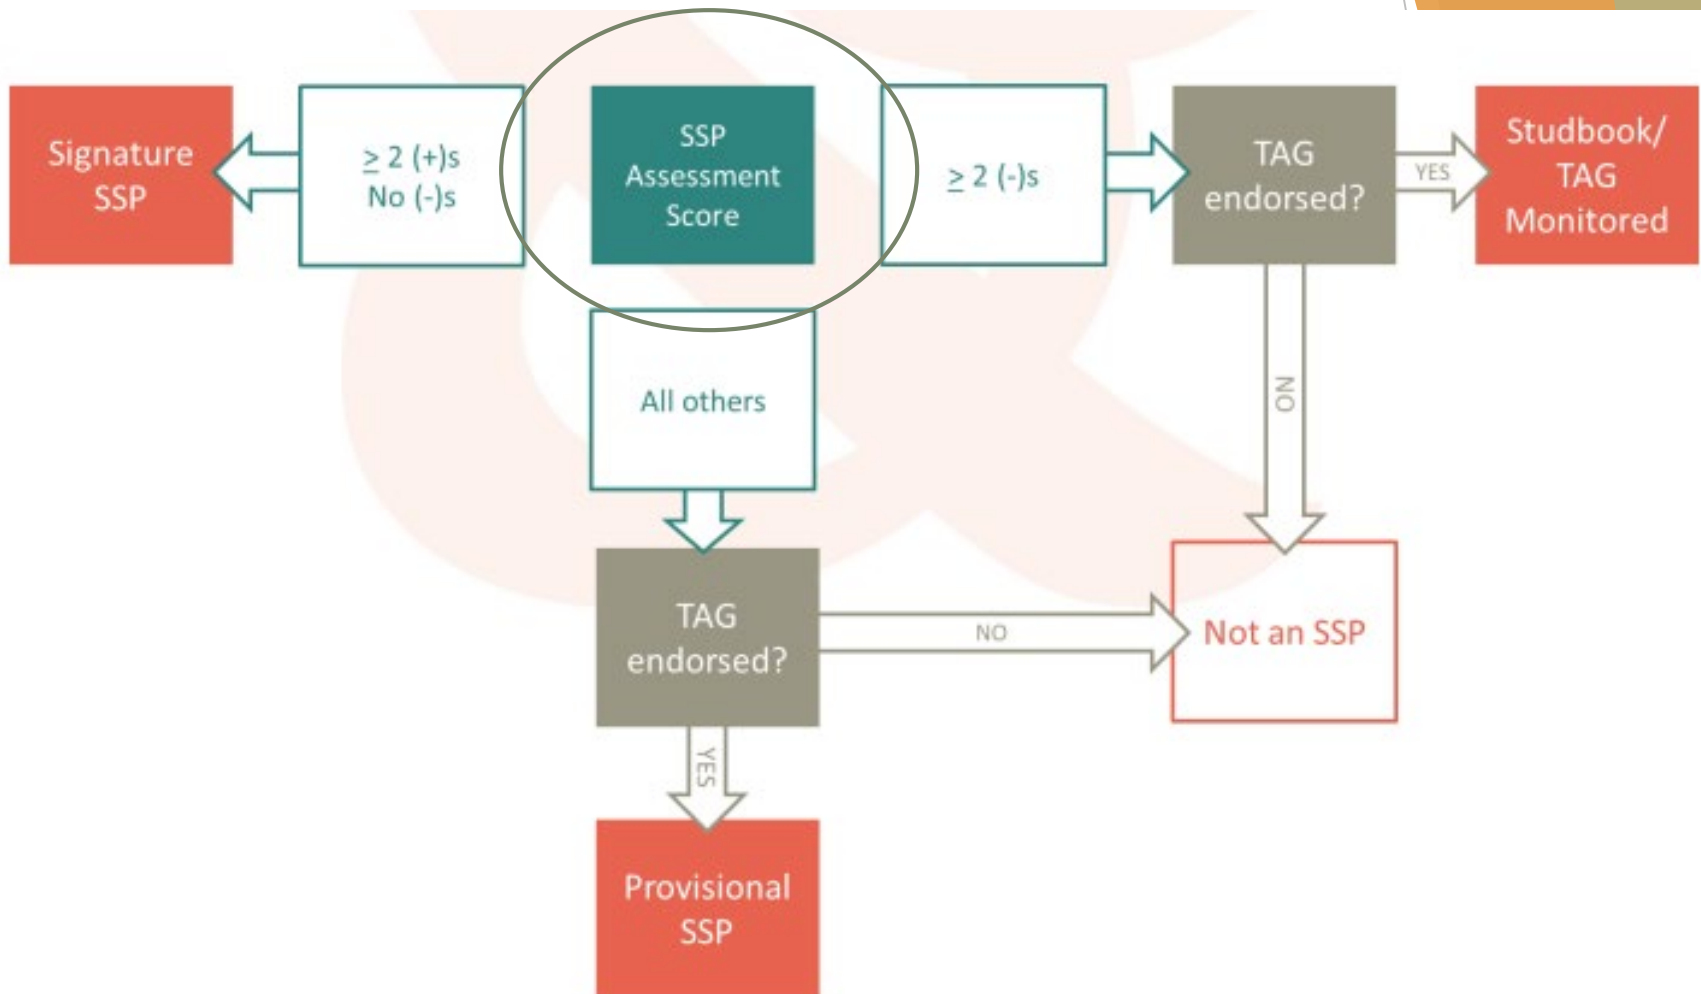 Signature
SSP
≥ 2 (+)s
No (-)s
SSP
Assessment
Score
≥ 2 (-)s
TAG
endorsed?
YES
Studbook/
TAG
Monitored
All others
NO
TAG
endorsed?
NO
Not an SSP
YES
Provisional
SSP